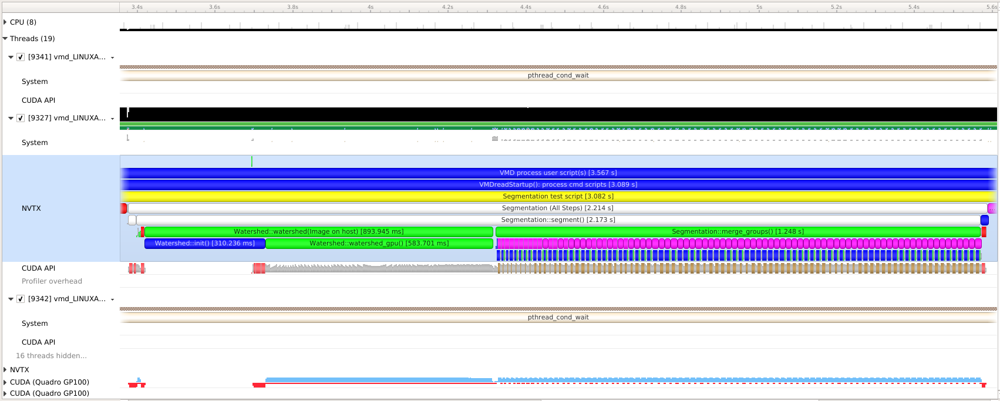 3.4s 3.6s 3.8s 4s 4.2s 4.4s 4.6s 4.8s 5s 5.2s 5.4s 5.6s
CPU (8)
Threads (19)
[9341] vmd_LINUXA...
System
pthread_cond_wait
CUDA API
[9327] vmd_LINUXA...
System
NVTX
VMD process user script(s) [3.567 s]
VMDreadStartup(): process cmd scripts [3.089 s]
Segmentation test script [3.082 s]
Segmentation (All Steps) [2.214 s]
Segmentation::segment() [2.173 s]
Watershed::watershed(Image on host) [893.945 ms] Segmentation::merge_groups() [1.248 s]
Watershed::init() [310.236 ms] Watershed::watershed_gpu() [583.701 ms]
CUDA API
Profiler overhead
[9342] vmd_LINUXA...
System
pthread_cond_wait
CUDA API
16 threads hidden...
NVTX
CUDA (Quadro GP100)
CUDA (Quadro GP100)